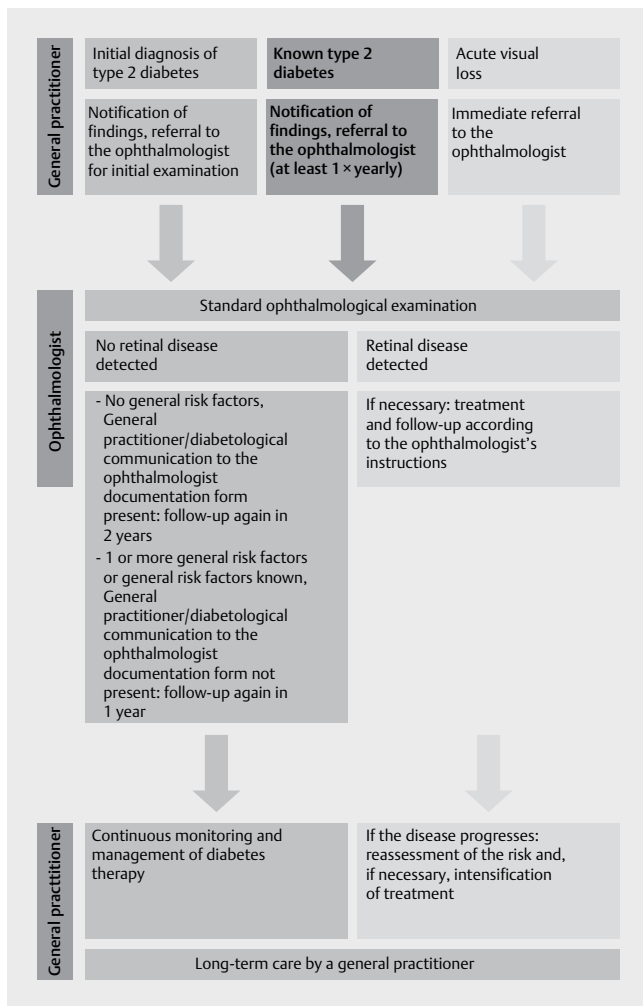 General practitioner
Initial diagnosis of
type 2 diabetes
Known type 2
diabetes
Acute visual
loss
Notification of
findings, referral to
the ophthalmologist
for initial examination
Notification of
findings, referral to
the ophthalmologist
(at least 1 × yearly)
Immediate referral
to the
ophthalmologist
Ophthalmologist
Standard ophthalmological examination
No retinal disease
detected
Retinal disease
detected
- No general risk factors,
General
practitioner/diabetological
communication to the
ophthalmologist
documentation form
present: follow-up again in
2 years
- 1 or more general risk factors
or general risk factors known,
General
practitioner/diabetological
communication to the
ophthalmologist
documentation form not
present: follow-up again in
1 year
If necessary: treatment
and follow-up according
to the ophthalmologist’s
instructions
General practtitioner
Continuous monitoring and
management of diabetes
therapy
If the disease progresses:
reassessment of the risk and,
if necessary, intensification
of treatment
Long-term care by a general practitioner